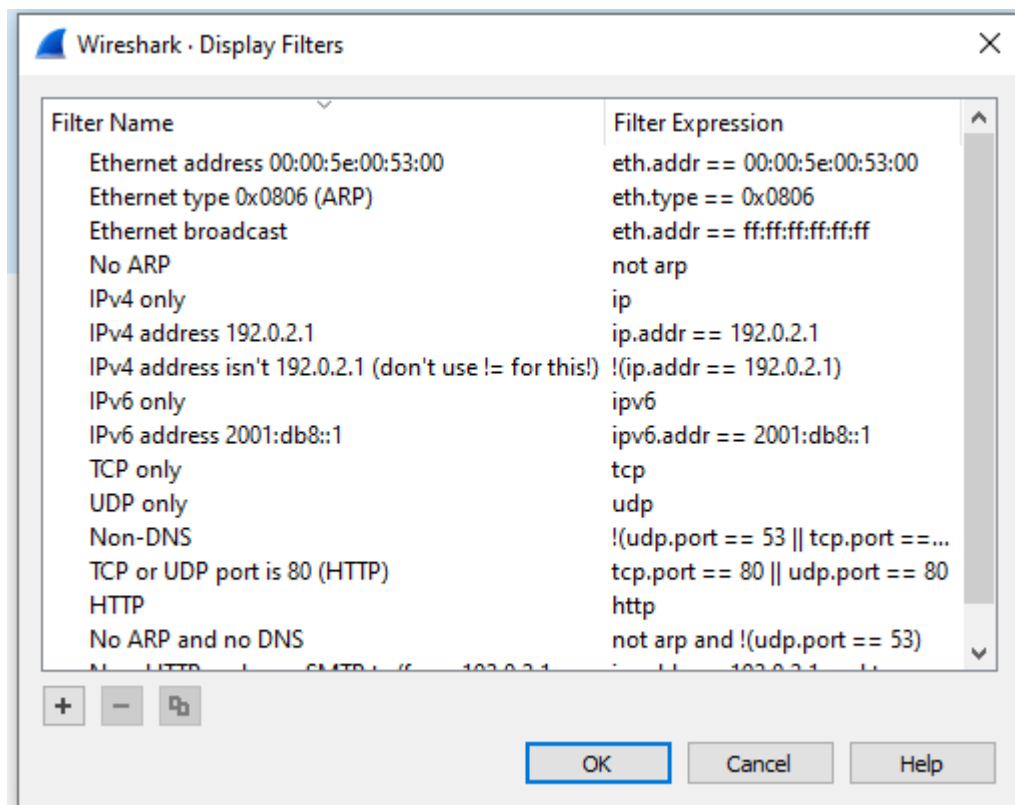 Wireshark · Display Filters
Filter Name Filter Expression
Ethernet address 00:00:5e:00:53:00 eth.addr == 00:00:5e:00:53:00
Ethernet type 0x0806 (ARP) eth.type == 0x0806
Ethernet broadcast eth.addr == ff:ff:ff:ff:ff:ff
No ARP not arp
IPv4 only ip
IPv4 address 192.0.2.1 ip.addr == 192.0.2.1
IPv4 address isn't 192.0.2.1 (don't use != for this!) !(ip.addr == 192.0.2.1)
IPv6 only ipv6
IPv6 address 2001:db8::1 ipv6.addr == 2001:db8::1
TCP only tcp
UDP only udp
Non-DNS !(udp.port == 53 || tcp.port ==...
TCP or UDP port is 80 (HTTP) tcp.port == 80 || udp.port == 80
HTTP http
No ARP and no DNS not arp and !(udp.port == 53)
OK Cancel Help